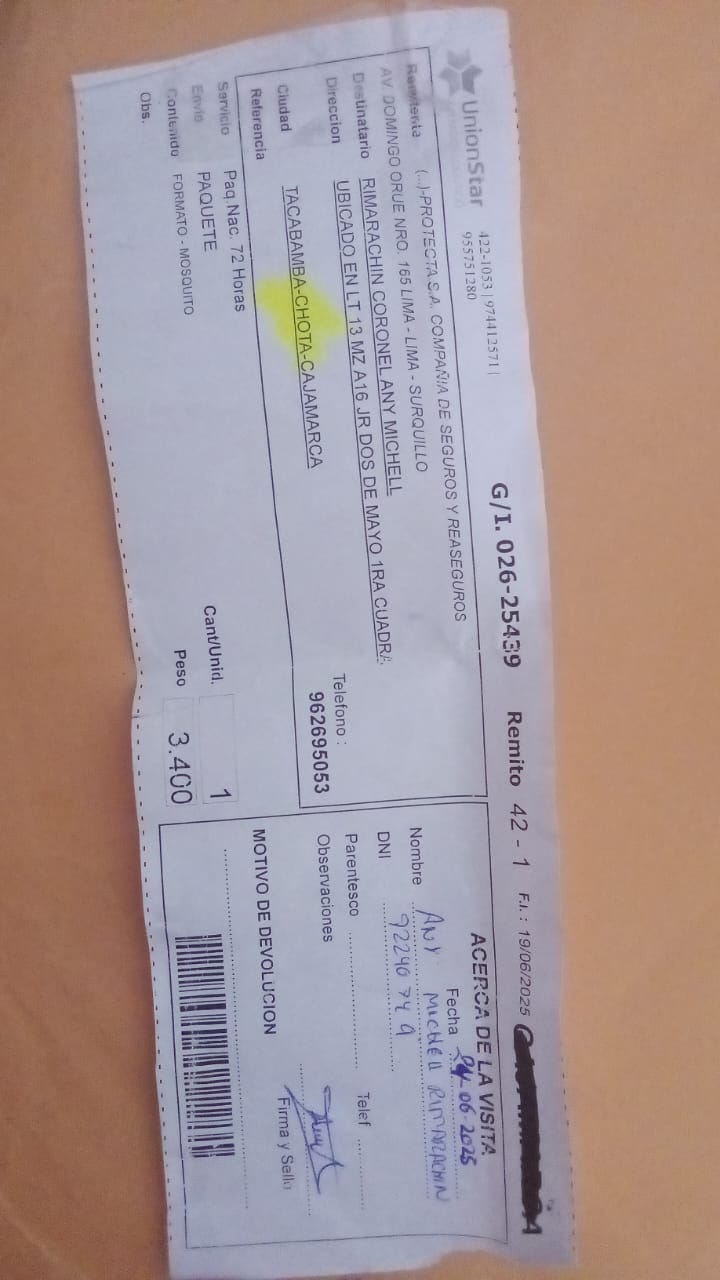 UnionStar
422-1053 | 974412571 |
955751280
G/I. 026-25439 Remito 42 - 1 F.I.: 19/06/2025
Remitente (...)-PROTECTA S.A. COMPAÑIA DE SEGUROS Y REASEGUROS
AV. DOMINGO ORUE NRO. 165 LIMA - LIMA - SURQUILLO
Destinatario RIMARACHIN CORONEL ANY MICHELL
Direccion UBICADO EN LT 13 MZ A16 JR DOS DE MAYO 1RA CUADRA
Telefono :
962695053
Ciudad TACABAMBA-CHOTA-CAJAMARCA
Referencia
Servicio Paq.Nac. 72 Horas
Envio PAQUETE
Cant/Unid. 1
Contenido FORMATO - MOSQUITO
Peso 3.400
Obs.
ACERCA DE LA VISITA
Fecha 24-06-2025
Nombre ANY MICHELL RIMARACHIN
DNI 92240749
Parentesco Telef
Observaciones
Firma y Sello
MOTIVO DE DEVOLUCION